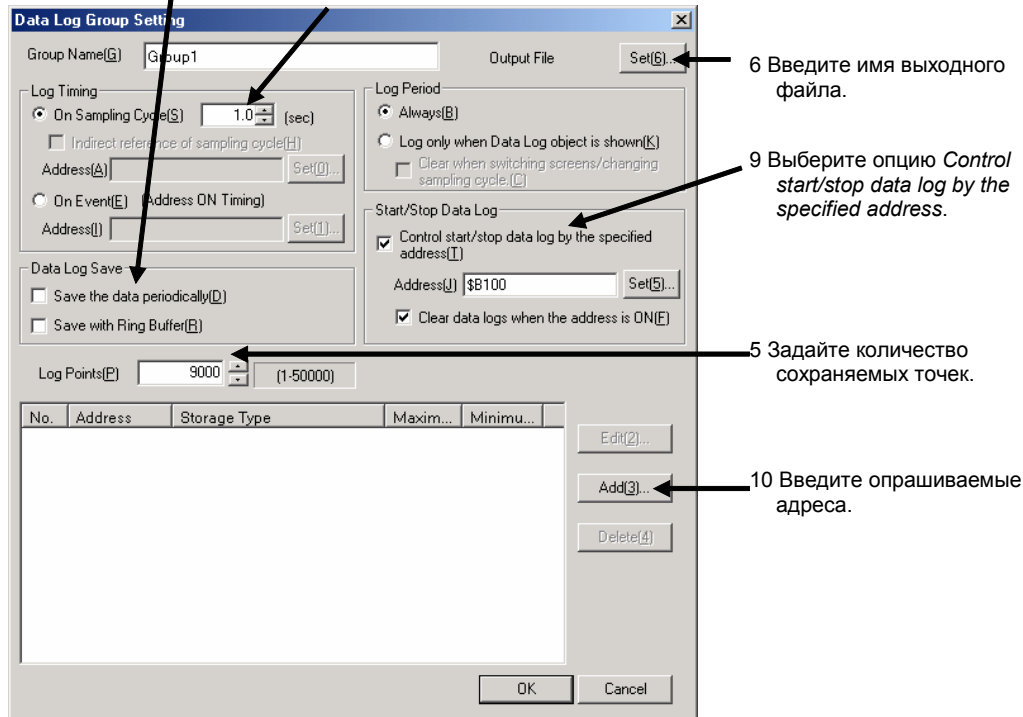 Data Log Group Setting
Group Name(G) Group1 Output File Set(6)...
6 Введите имя выходного
файла.
Log Timing
On Sampling Cycle(S) 1.0 (sec)
Indirect reference of sampling cycle(H)
Address(A) Set(0)...
On Event(E) (Address ON Timing)
Address(I) Set(1)...
Log Period
Always(B)
Log only when Data Log object is shown(K)
Clear when switching screens/changing
sampling cycle.(C)
9 Выберите опцию Control
start/stop data log by the
specified address.
Start/Stop Data Log
Control start/stop data log by the specified
address(T)
Address(J) $B100 Set(5)...
Clear data logs when the address is ON(F)
Data Log Save
Save the data periodically(D)
Save with Ring Buffer(R)
5 Задайте количество
сохраняемых точек.
Log Points(P) 9000 (1-50000)
No. Address Storage Type Maxim... Minimu...
Edit(2)...
Add(3)...
10 Введите опрашиваемые
адреса.
Delete(4)
OK Cancel